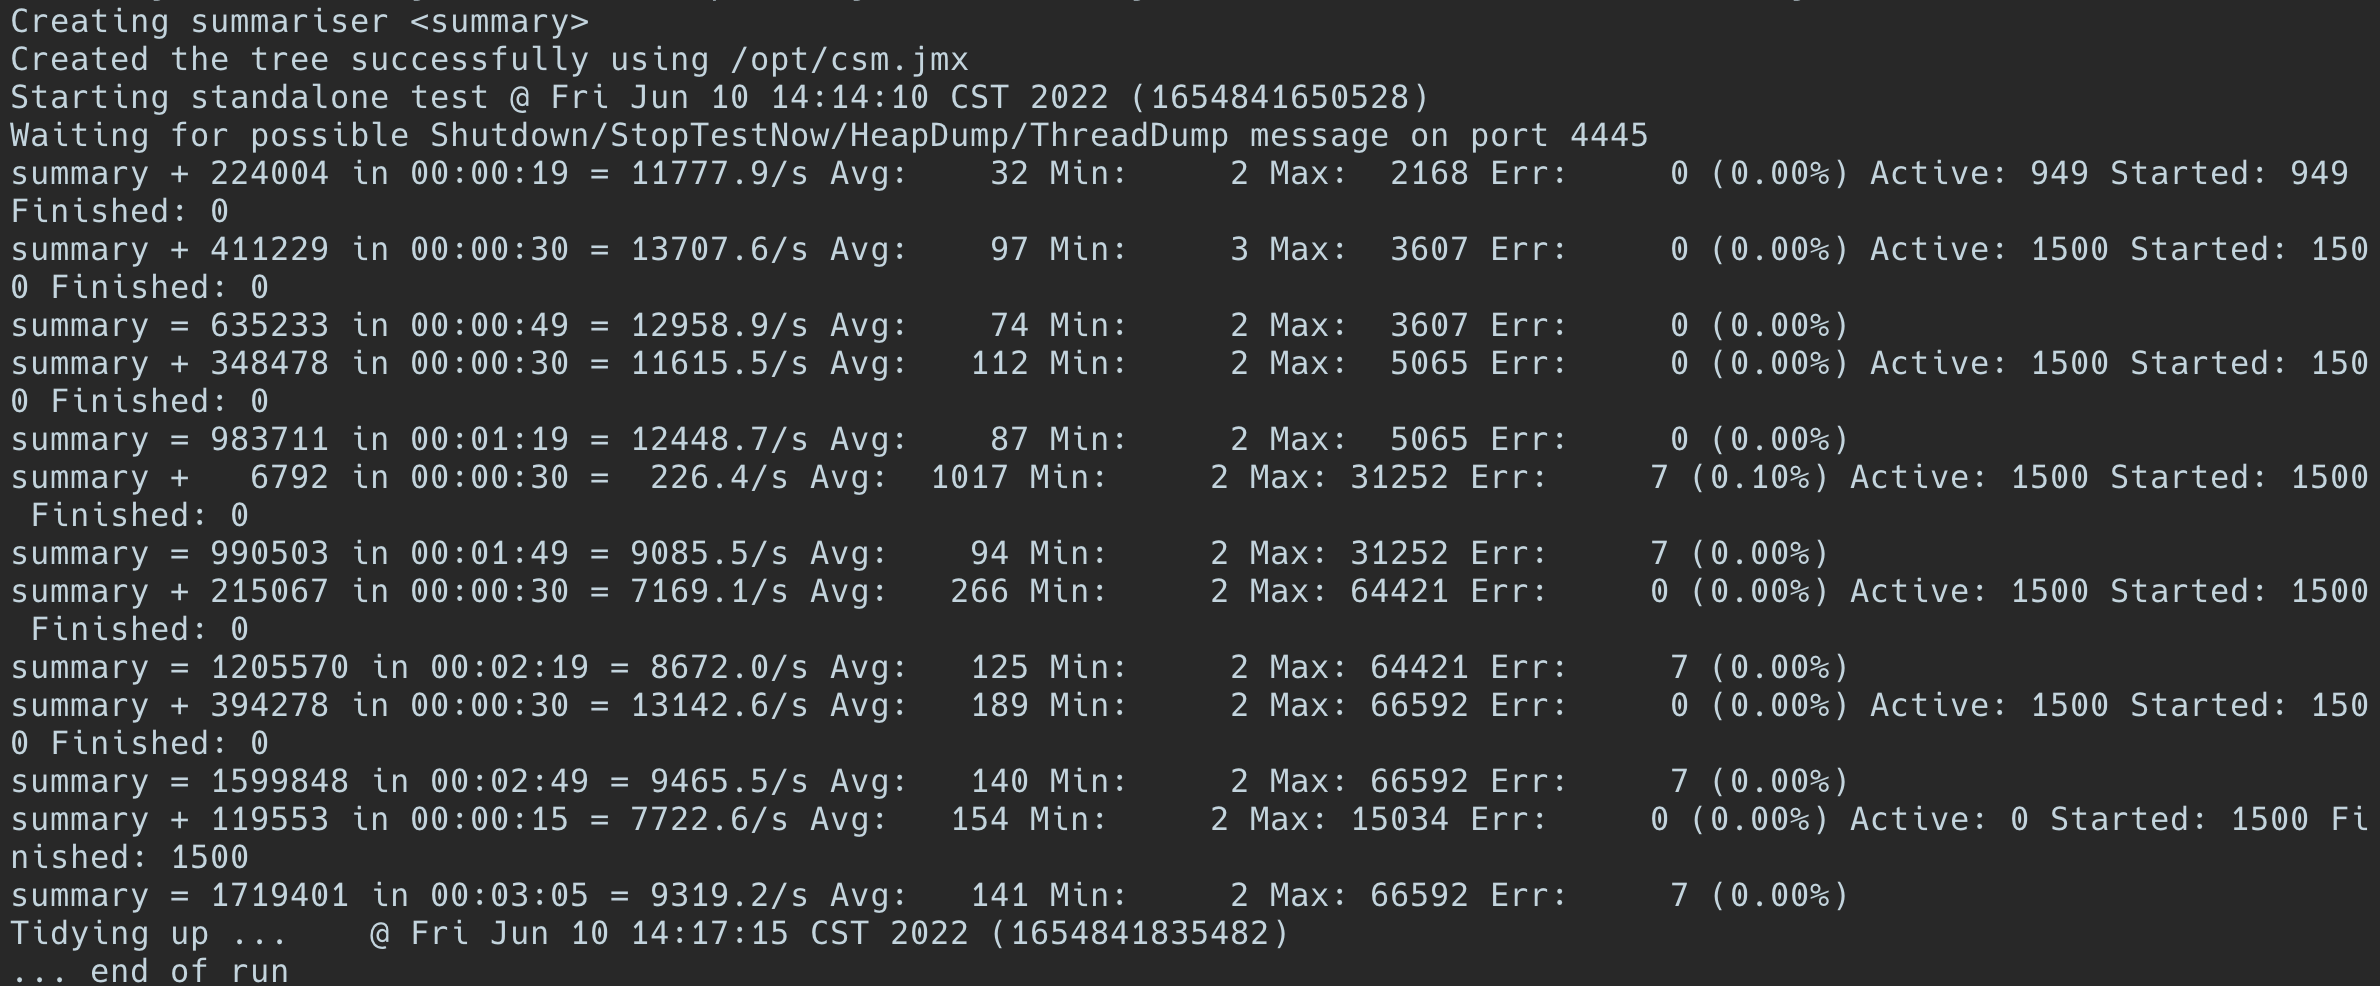 Creating summariser <summary>
Created the tree successfully using /opt/csm.jmx
Starting standalone test @ Fri Jun 10 14:14:10 CST 2022 (1654841650528)
Waiting for possible Shutdown/StopTestNow/HeapDump/ThreadDump message on port 4445
summary + 224004 in 00:00:19 = 11777.9/s Avg:    32 Min:     2 Max:  2168 Err:     0 (0.00%) Active: 949 Started: 949
Finished: 0
summary + 411229 in 00:00:30 = 13707.6/s Avg:    97 Min:     3 Max:  3607 Err:     0 (0.00%) Active: 1500 Started: 150
0 Finished: 0
summary = 635233 in 00:00:49 = 12958.9/s Avg:    74 Min:     2 Max:  3607 Err:     0 (0.00%)
summary + 348478 in 00:00:30 = 11615.5/s Avg:   112 Min:     2 Max:  5065 Err:     0 (0.00%) Active: 1500 Started: 150
0 Finished: 0
summary = 983711 in 00:01:19 = 12448.7/s Avg:    87 Min:     2 Max:  5065 Err:     0 (0.00%)
summary +   6792 in 00:00:30 =  226.4/s Avg:  1017 Min:     2 Max: 31252 Err:     7 (0.10%) Active: 1500 Started: 1500
 Finished: 0
summary = 990503 in 00:01:49 = 9085.5/s Avg:    94 Min:     2 Max: 31252 Err:     7 (0.00%)
summary + 215067 in 00:00:30 = 7169.1/s Avg:   266 Min:     2 Max: 64421 Err:     0 (0.00%) Active: 1500 Started: 1500
 Finished: 0
summary = 1205570 in 00:02:19 = 8672.0/s Avg:   125 Min:     2 Max: 64421 Err:     7 (0.00%)
summary + 394278 in 00:00:30 = 13142.6/s Avg:   189 Min:     2 Max: 66592 Err:     0 (0.00%) Active: 1500 Started: 150
0 Finished: 0
summary = 1599848 in 00:02:49 = 9465.5/s Avg:   140 Min:     2 Max: 66592 Err:     7 (0.00%)
summary + 119553 in 00:00:15 = 7722.6/s Avg:   154 Min:     2 Max: 15034 Err:     0 (0.00%) Active: 0 Started: 1500 Fi
nished: 1500
summary = 1719401 in 00:03:05 = 9319.2/s Avg:   141 Min:     2 Max: 66592 Err:     7 (0.00%)
Tidying up ...    @ Fri Jun 10 14:17:15 CST 2022 (1654841835482)
... end of run